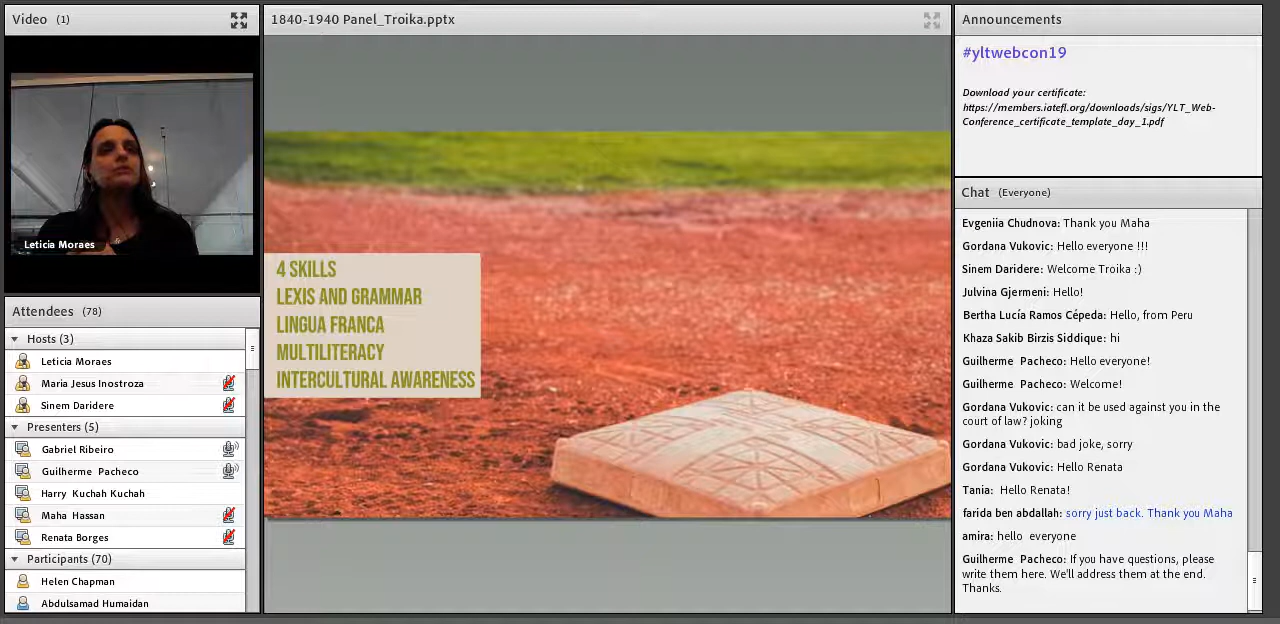 Video (1)
Leticia Moraes
Attendees (78)
Hosts (3)
Leticia Moraes
Maria Jesus Inostroza
Sinem Daridere
Presenters (5)
Gabriel Ribeiro
Guilherme Pacheco
Harry Kuchah Kuchah
Maha Hassan
Renata Borges
Participants (70)
Helen Chapman
Abdulsamad Humaidan
1840-1940 Panel_Troika.pptx
4 SKILLS
LEXIS AND GRAMMAR
LINGUA FRANCA
MULTILITERACY
INTERCULTURAL AWARENESS
Announcements
#yltwebcon19
Download your certificate:
https://members.iatefl.org/downloads/sigs/YLT_Web-
Conference_certificate_template_day_1.pdf
Chat (Everyone)
Evgeniia Chudnova: Thank you Maha
Gordana Vukovic: Hello everyone !!!
Sinem Daridere: Welcome Troika :)
Julvina Gjermeni: Hello!
Bertha Lucía Ramos Cépeda: Hello, from Peru
Khaza Sakib Birzis Siddique: hi
Guilherme Pacheco: Hello everyone!
Guilherme Pacheco: Welcome!
Gordana Vukovic: can it be used against you in the
court of law? joking
Gordana Vukovic: bad joke, sorry
Gordana Vukovic: Hello Renata
Tania: Hello Renata!
farida ben abdallah: sorry just back. Thank you Maha
amira: hello everyone
Guilherme Pacheco: If you have questions, please
write them here. We'll address them at the end.
Thanks.